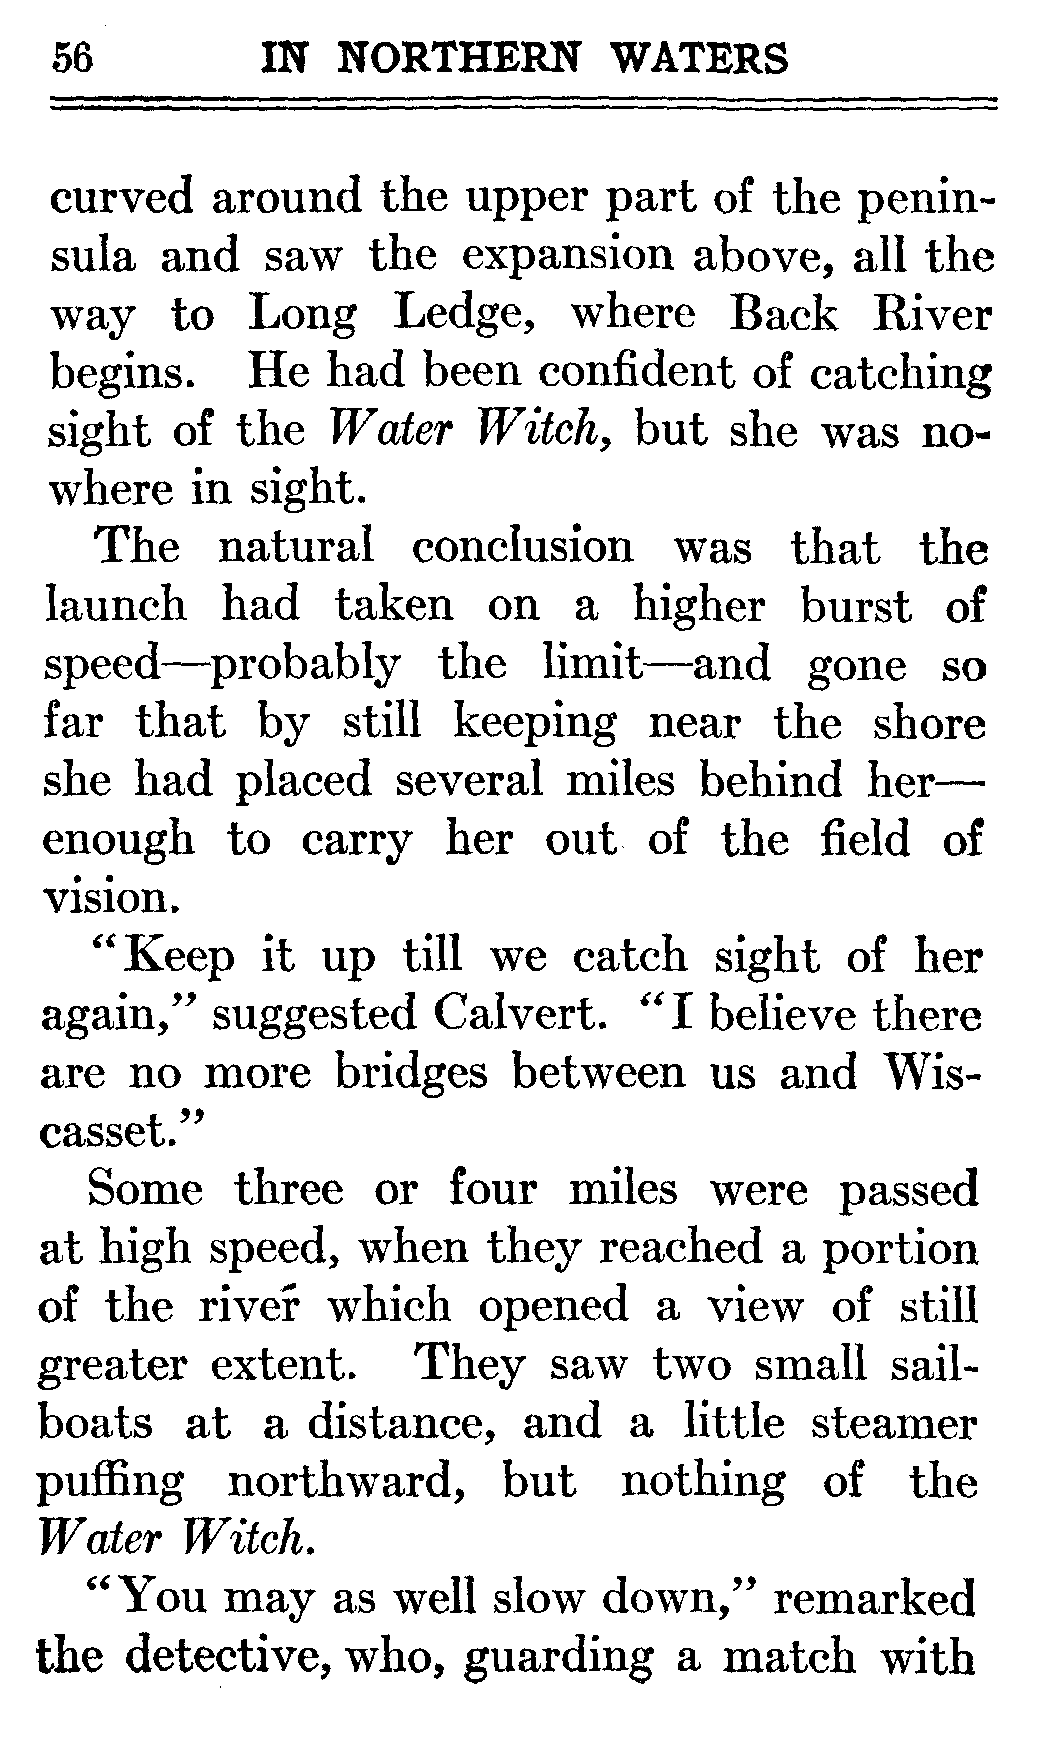 56 IN NORTHERN WATERS
curved around the upper part of the penin-
sula and saw the expansion above, all the
way to Long Ledge, where Back River
begins. He had been confident of catching
sight of the Water Witch, but she was no-
where in sight.
The natural conclusion was that the
launch had taken on a higher burst of
speed—probably the limit—and gone so
far that by still keeping near the shore
she had placed several miles behind her—
enough to carry her out of the field of
vision.
"Keep it up till we catch sight of her
again," suggested Calvert. "I believe there
are no more bridges between us and Wis-
casset."
Some three or four miles were passed
at high speed, when they reached a portion
of the river which opened a view of still
greater extent. They saw two small sail-
boats at a distance, and a little steamer
puffing northward, but nothing of the
Water Witch.
"You may as well slow down," remarked
the detective, who, guarding a match with